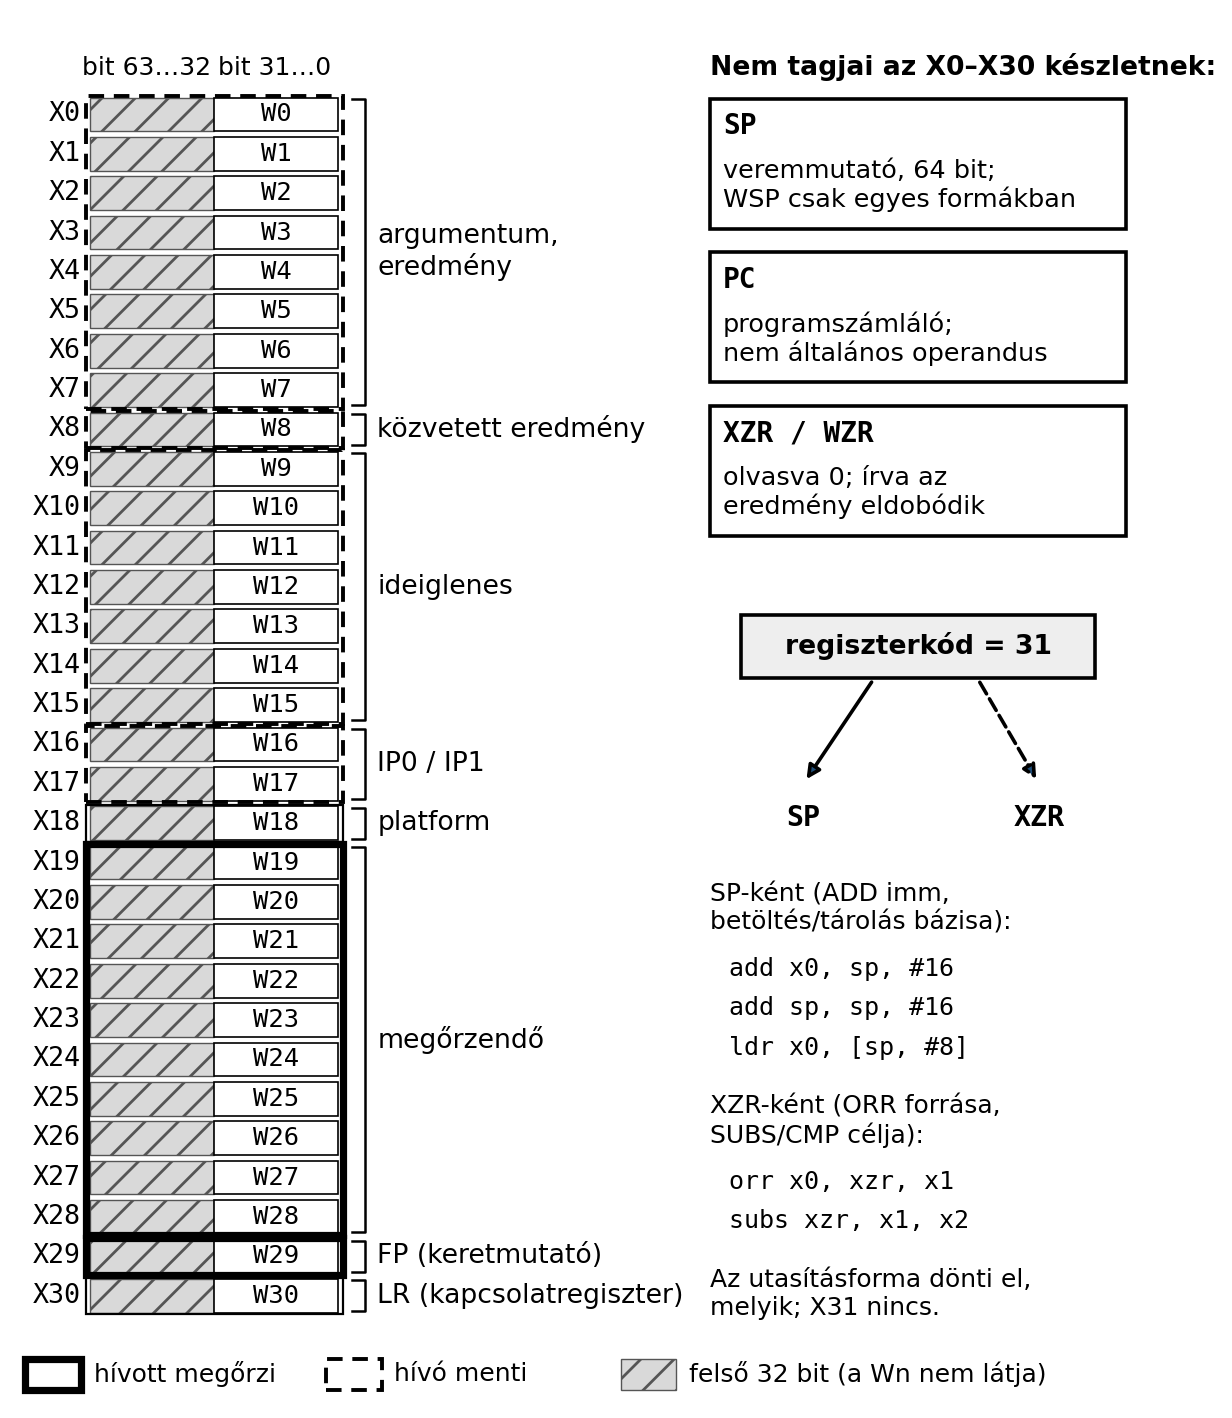 bit 63…32 bit 31…0
X0 W0
X1 W1
X2 W2
X3 W3
X4 W4
X5 W5
X6 W6
X7 W7
X8 W8
X9 W9
X10 W10
X11 W11
X12 W12
X13 W13
X14 W14
X15 W15
X16 W16
X17 W17
X18 W18
X19 W19
X20 W20
X21 W21
X22 W22
X23 W23
X24 W24
X25 W25
X26 W26
X27 W27
X28 W28
X29 W29
X30 W30
argumentum,
eredmény
közvetett eredmény
ideiglenes
IP0 / IP1
platform
megőrzendő
FP (keretmutató)
LR (kapcsolatregiszter)
Nem tagjai az X0–X30 készletnek:
SP
veremmutató, 64 bit;
WSP csak egyes formákban
PC
programszámláló;
nem általános operandus
XZR / WZR
olvasva 0; írva az
eredmény eldobódik
regiszterkód = 31
SP XZR
SP-ként (ADD imm,
betöltés/tárolás bázisa):
add x0, sp, #16
add sp, sp, #16
ldr x0, [sp, #8]
XZR-ként (ORR forrása,
SUBS/CMP célja):
orr x0, xzr, x1
subs xzr, x1, x2
Az utasításforma dönti el,
melyik; X31 nincs.
hívott megőrzi
hívó menti
felső 32 bit (a Wn nem látja)